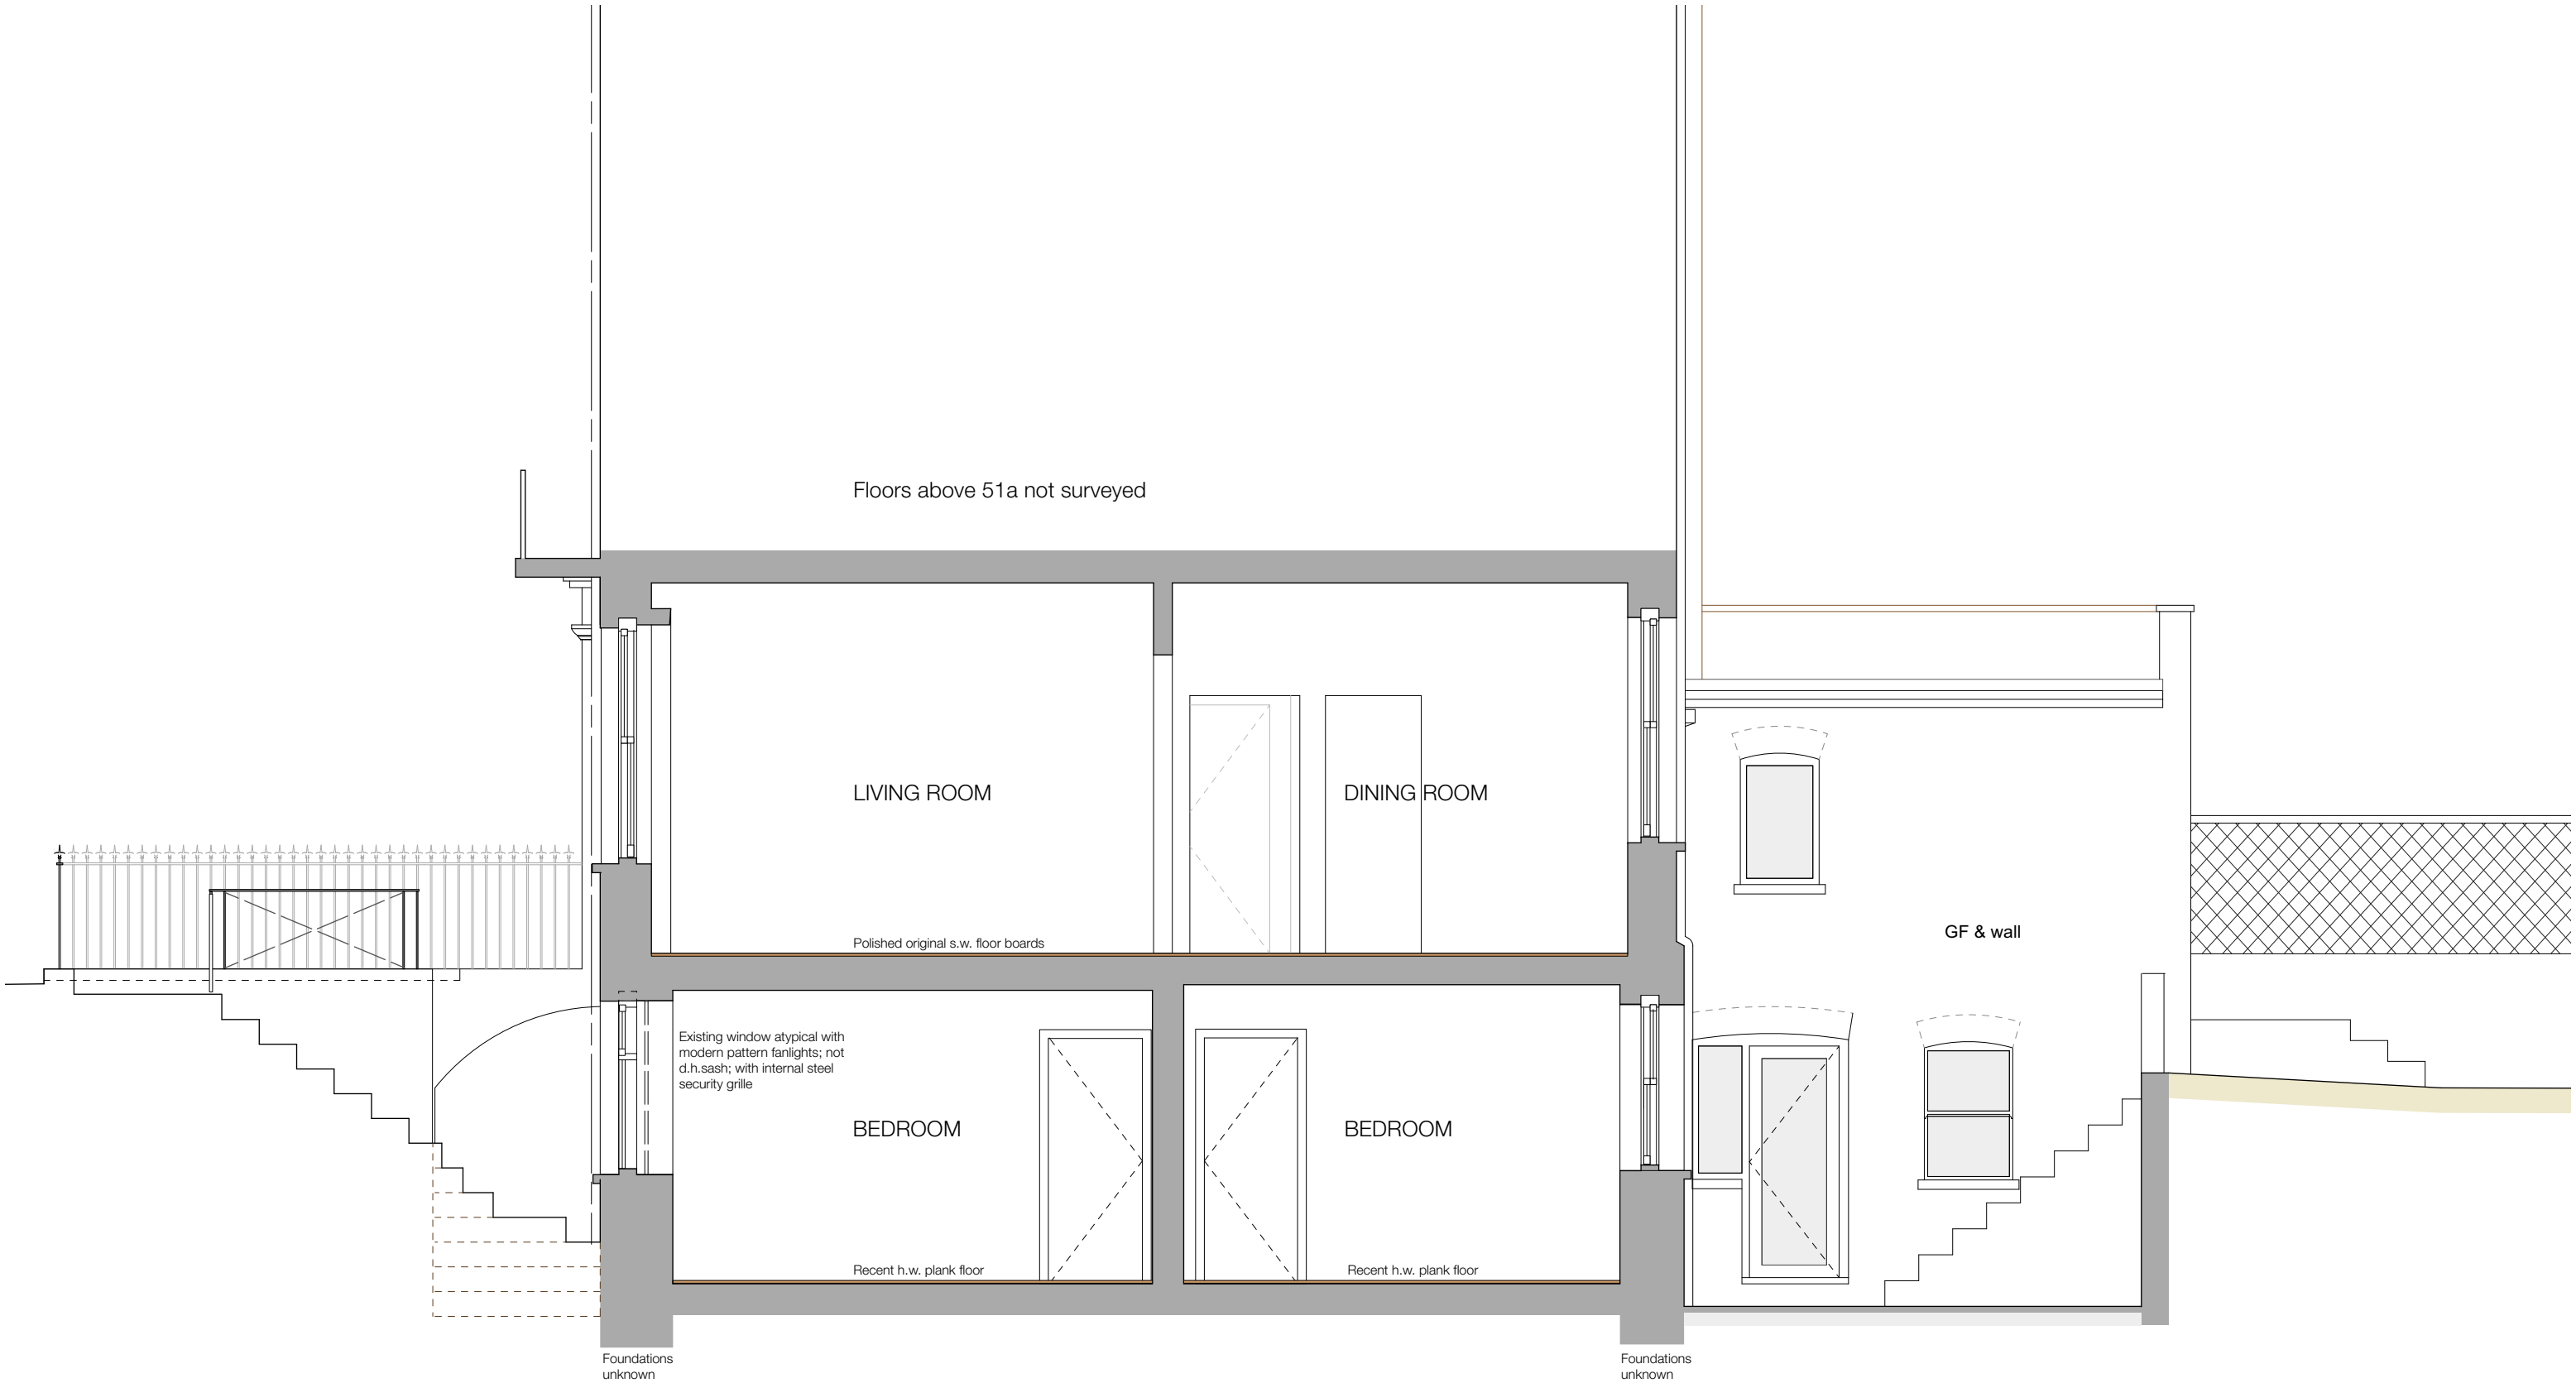 Floors above 51a not surveyed
LIVING ROOM
DINING ROOM
GF & wall
Polished original s.w. floor boards
Existing window atypical with
modern pattern fanlights; not
d.h.sash; with internal steel
security grille
BEDROOM
BEDROOM
Recent h.w. plank floor
Recent h.w. plank floor
Foundations
unknown
Foundations
unknown